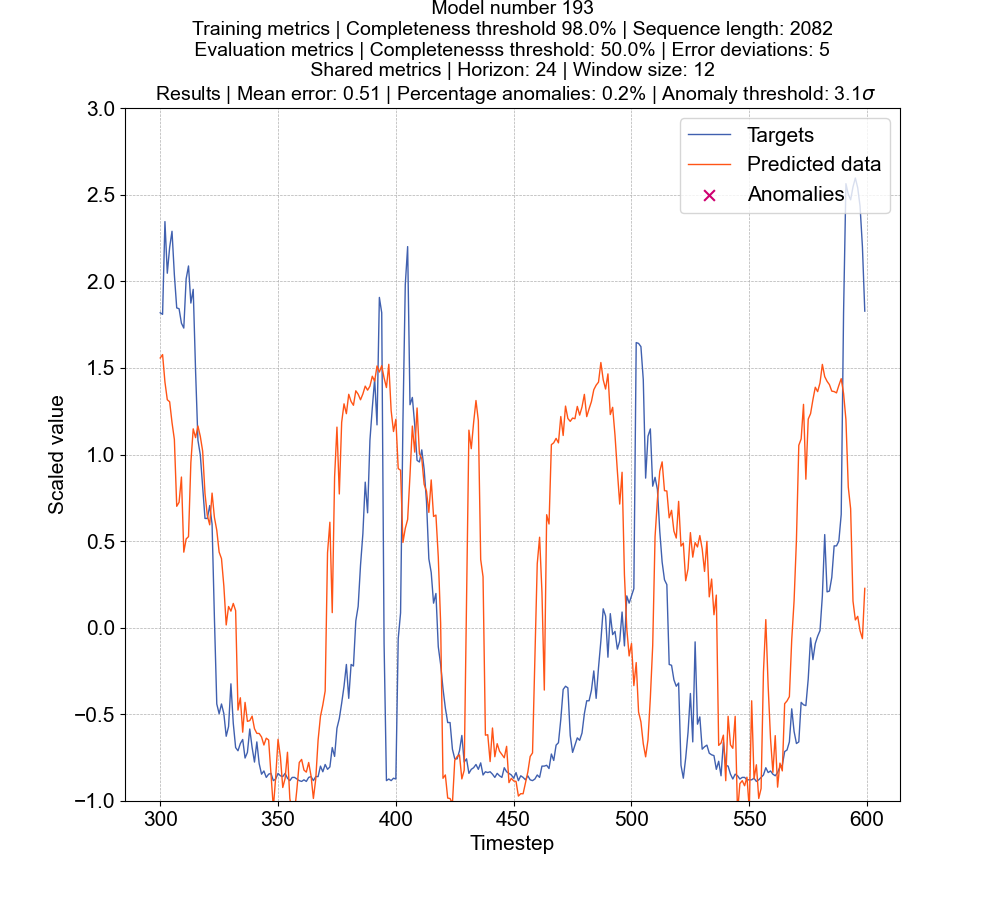 Model number 193
Training metrics | Completeness threshold 98.0% | Sequence length: 2082
Evaluation metrics | Completenesss threshold: 50.0% | Error deviations: 5
Shared metrics | Horizon: 24 | Window size: 12
Results | Mean error: 0.51 | Percentage anomalies: 0.2% | Anomaly threshold: 3.1σ
3.0
2.5
2.0
1.5
1.0
0.5
0.0
−0.5
−1.0
Scaled value
Targets
Predicted data
Anomalies
300 350 400 450 500 550 600
Timestep